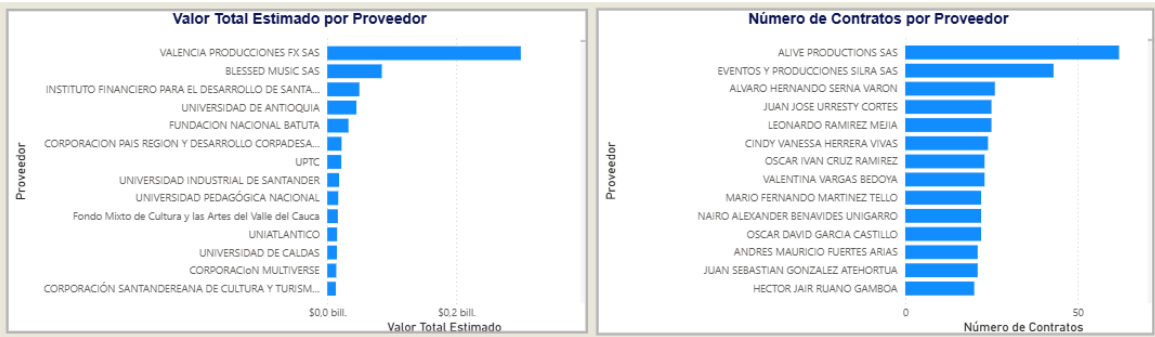 Valor Total Estimado por Proveedor
Proveedor
VALENCIA PRODUCCIONES FX SAS
BLESSED MUSIC SAS
INSTITUTO FINANCIERO PARA EL DESARROLLO DE SANTA...
UNIVERSIDAD DE ANTIOQUIA
FUNDACION NACIONAL BATUTA
CORPORACION PAIS REGION Y DESARROLLO CORPADESA...
UPTC
UNIVERSIDAD INDUSTRIAL DE SANTANDER
UNIVERSIDAD PEDAGÓGICA NACIONAL
Fondo Mixto de Cultura y las Artes del Valle del Cauca
UNIATLANTICO
UNIVERSIDAD DE CALDAS
CORPORACIoN MULTIVERSE
CORPORACIÓN SANTANDEREANA DE CULTURA Y TURISM...
$0,0 bill. $0,2 bill.
Valor Total Estimado
Número de Contratos por Proveedor
Proveedor
ALIVE PRODUCTIONS SAS
EVENTOS Y PRODUCCIONES SILRA SAS
ALVARO HERNANDO SERNA VARON
JUAN JOSE URRESTY CORTES
LEONARDO RAMIREZ MEJIA
CINDY VANESSA HERRERA VIVAS
OSCAR IVAN CRUZ RAMIREZ
VALENTINA VARGAS BEDOYA
MARIO FERNANDO MARTINEZ TELLO
NAIRO ALEXANDER BENAVIDES UNIGARRO
OSCAR DAVID GARCIA CASTILLO
ANDRES MAURICIO FUERTES ARIAS
JUAN SEBASTIAN GONZALEZ ATEHORTUA
HECTOR JAIR RUANO GAMBOA
0 50
Número de Contratos